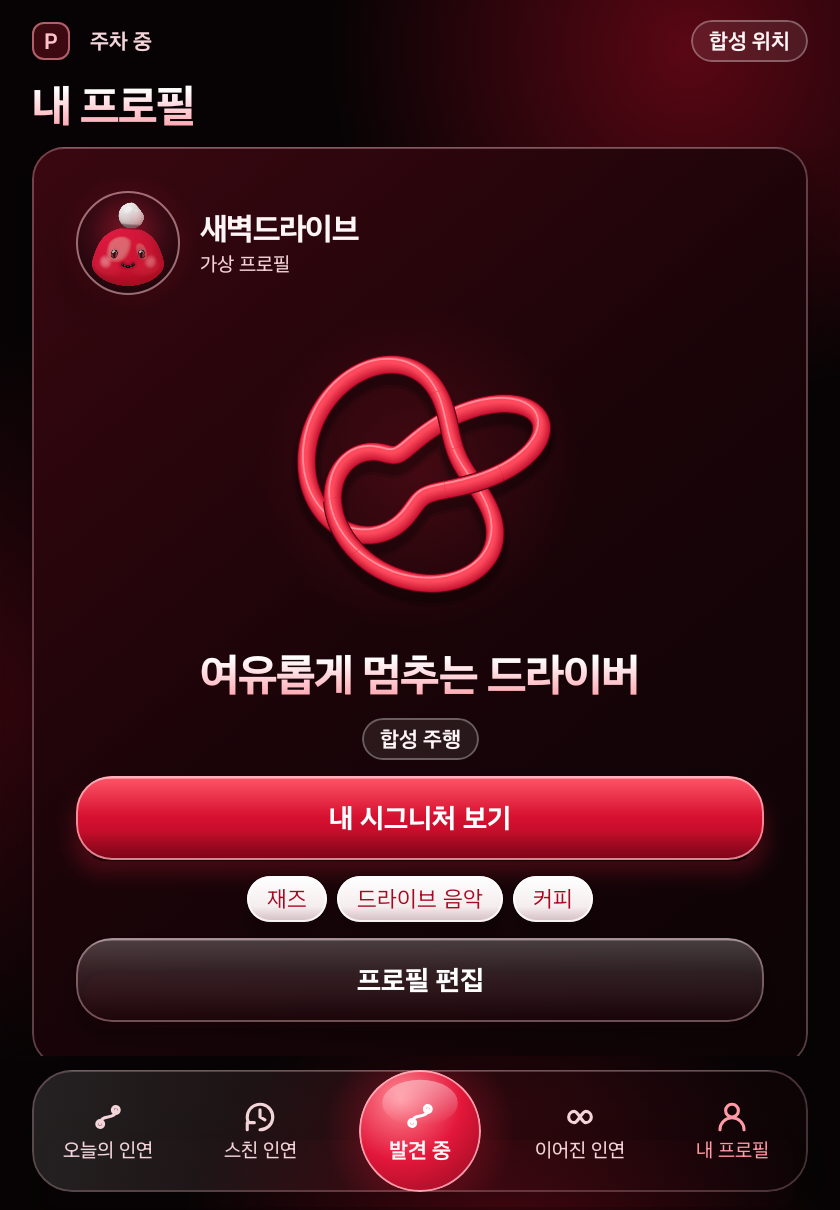 P 주차 중
합성 위치
내 프로필
새벽드라이브
가상 프로필
여유롭게 멈추는 드라이버
합성 주행
내 시그니처 보기
재즈 드라이브 음악 커피
프로필 편집
오늘의 인연 스친 인연 발견 중 이어진 인연 내 프로필